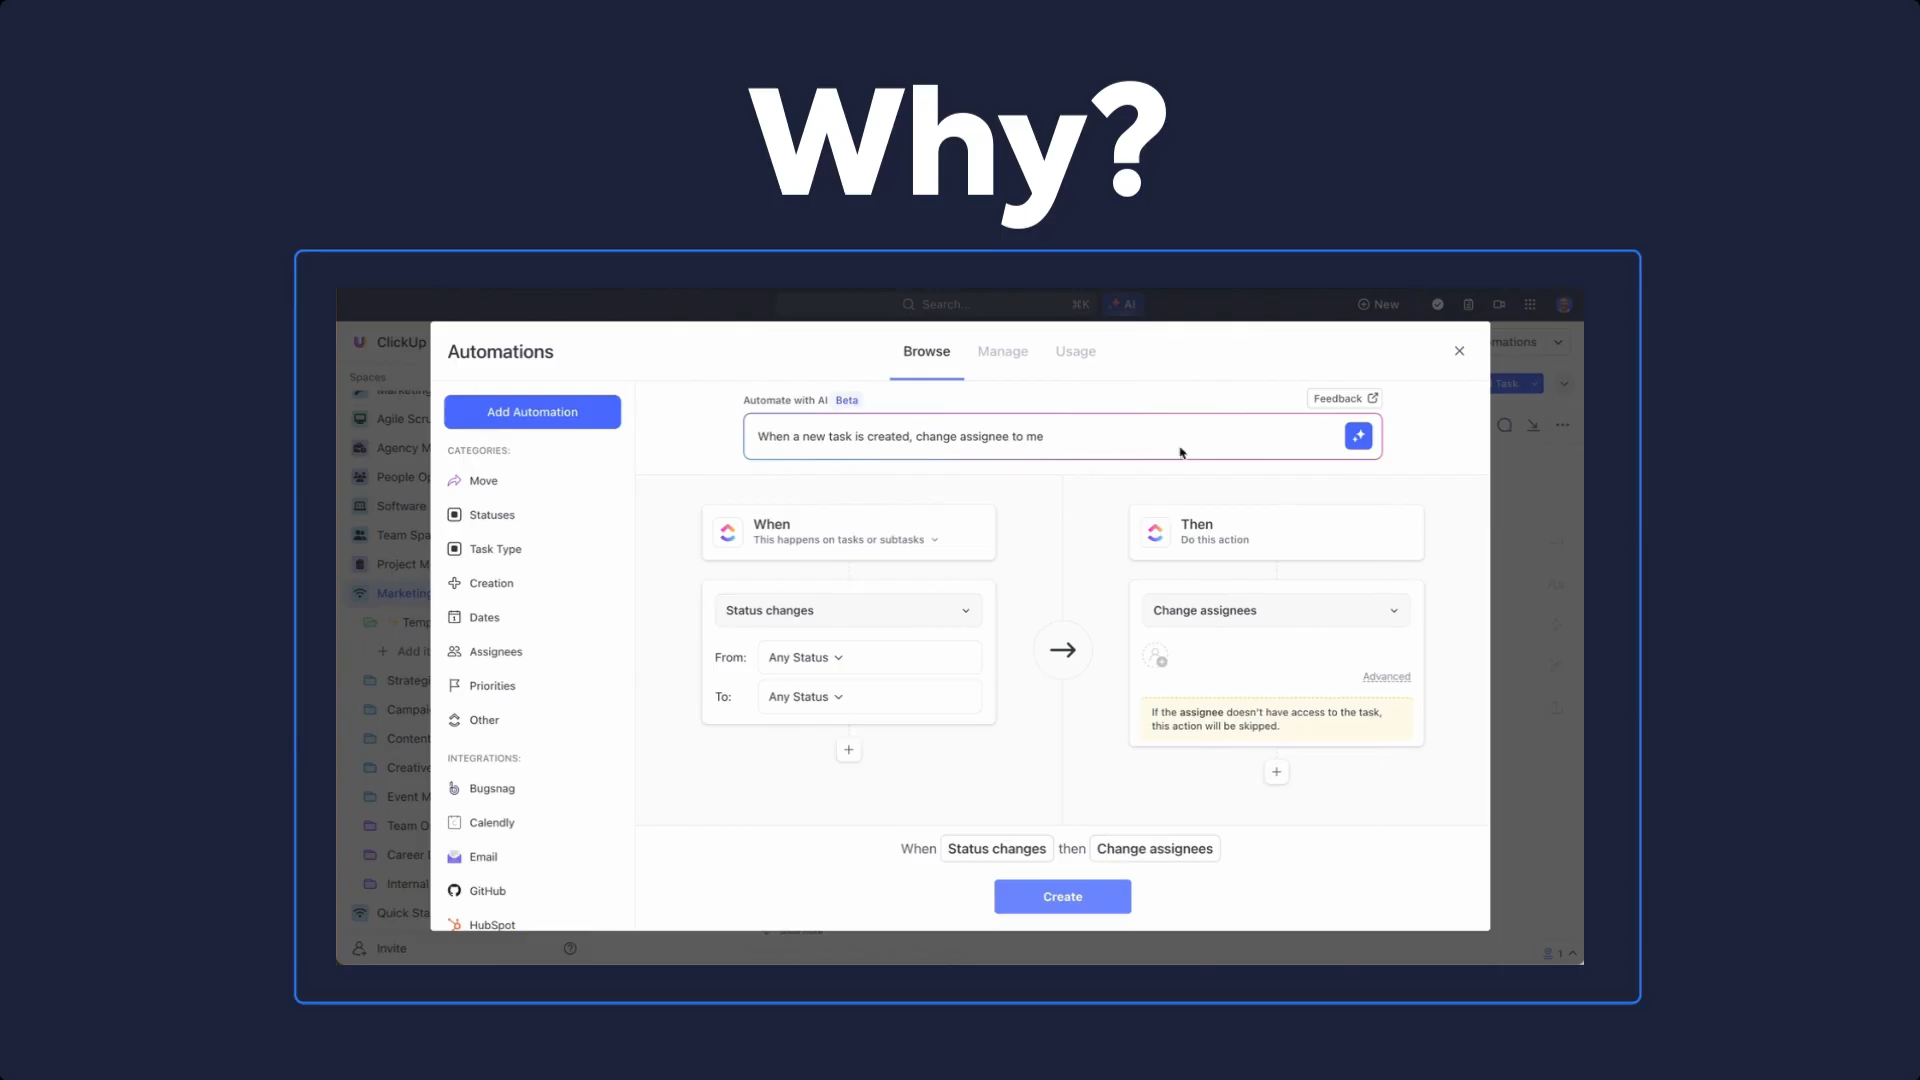 Why?
Search...
⌘K
AI
New
ClickUp
Automations
Browse
Manage
Usage
mations
Spaces
Marketing
Agile Scru
Agency M
People Op
Software
Team Spa
Project M
Marketing
Temp
+ Add it
Strategi
Campai
Content
Creative
Event M
Team O
Career
Internal
Quick Sta
Invite
Task
Add Automation
CATEGORIES:
Move
Statuses
Task Type
Creation
Dates
Assignees
Priorities
Other
INTEGRATIONS:
Bugsnag
Calendly
Email
GitHub
HubSpot
Automate with AI Beta
Feedback
When a new task is created, change assignee to me
When
This happens on tasks or subtasks
Status changes
From: Any Status
To: Any Status
Then
Do this action
Change assignees
Advanced
If the assignee doesn't have access to the task,
this action will be skipped.
When Status changes then Change assignees
Create
1